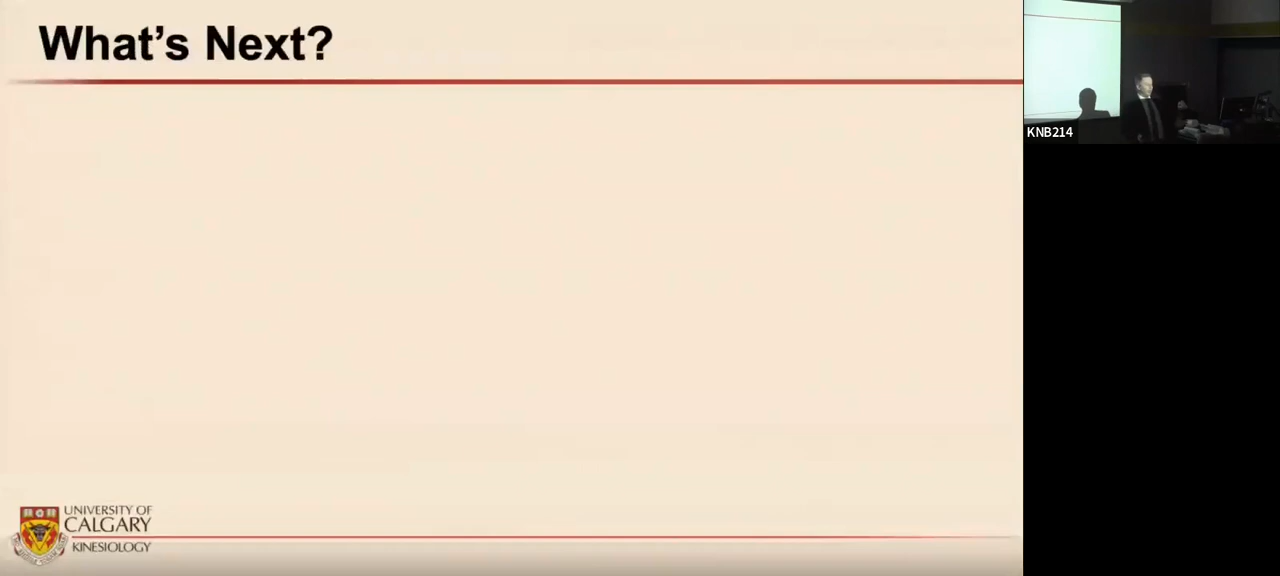 What's Next?
KNB214
UNIVERSITY OF
CALGARY
KINESIOLOGY